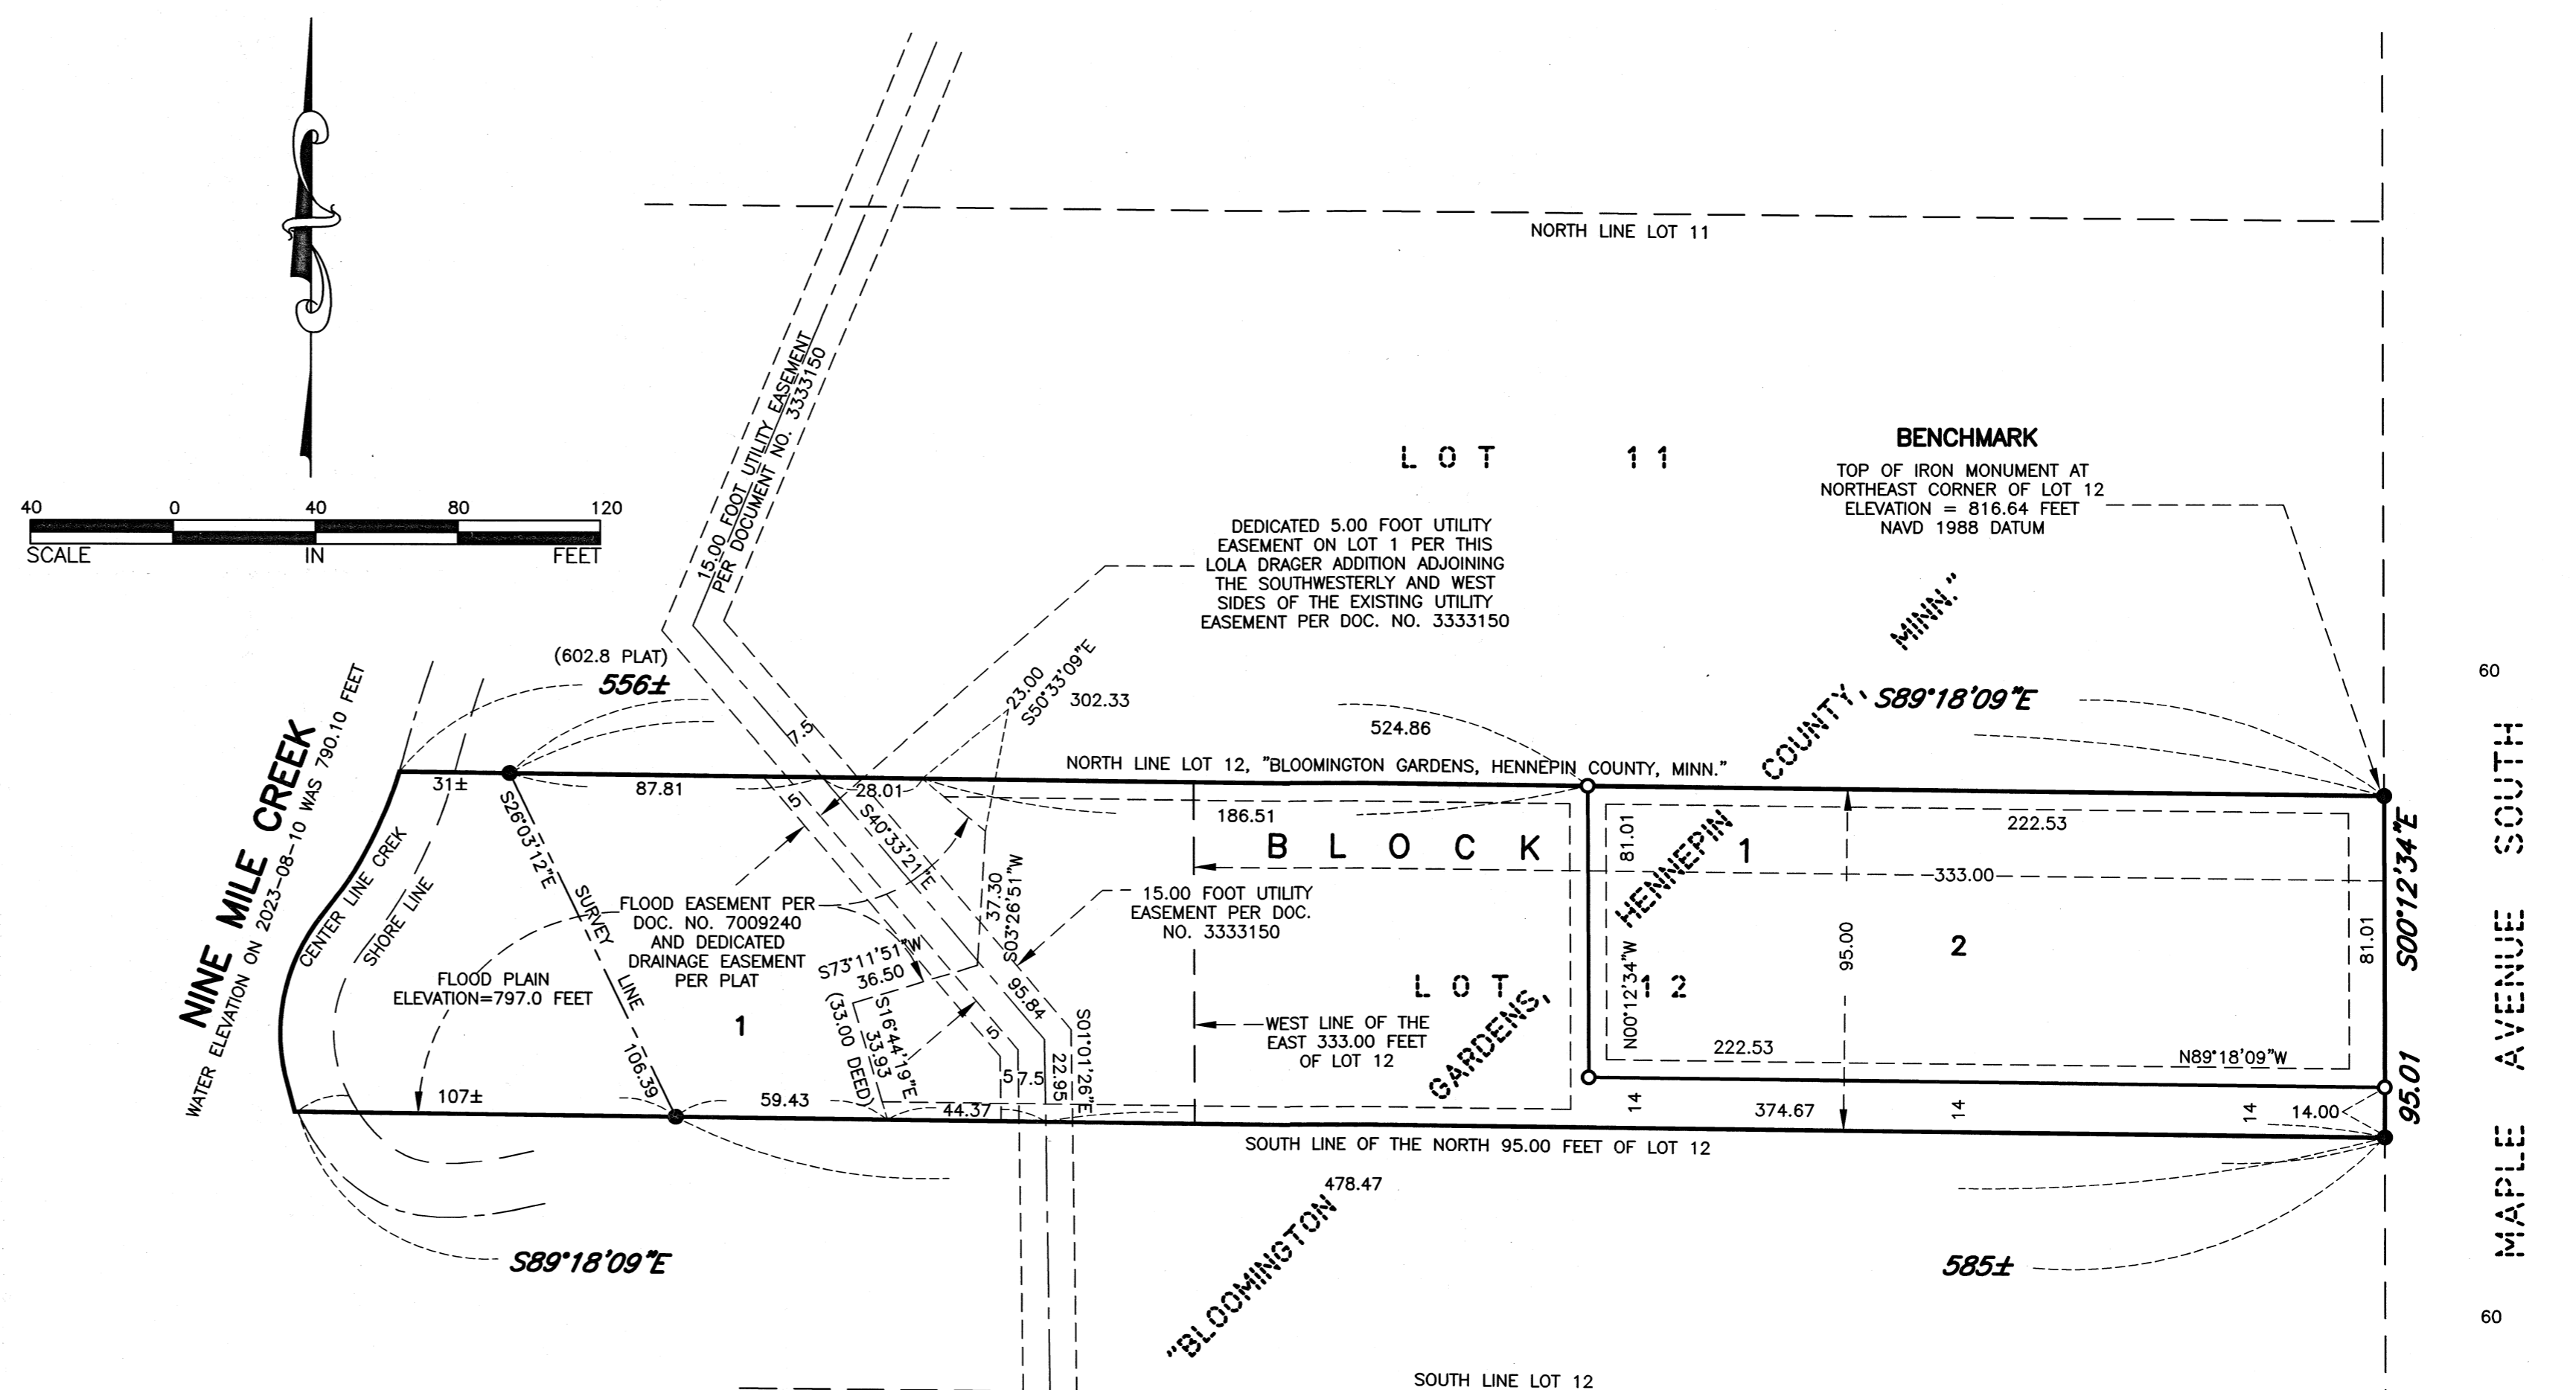 NORTH LINE LOT 11
15.00 FOOT UTILITY EASEMENT
PER DOCUMENT NO. 3333150
LOT 11
BENCHMARK
TOP OF IRON MONUMENT AT
NORTHEAST CORNER OF LOT 12
ELEVATION = 816.64 FEET
NAVD 1988 DATUM
40 0 40 80 120
SCALE IN FEET
DEDICATED 5.00 FOOT UTILITY
EASEMENT ON LOT 1 PER THIS
LOLA DRAGER ADDITION ADJOINING
THE SOUTHWESTERLY AND WEST
SIDES OF THE EXISTING UTILITY
EASEMENT PER DOC. NO. 3333150
(602.8 PLAT)
556±
23.00
S50°33'09"E
302.33
524.86
S89°18'09"E
60
NINE MILE CREEK
WATER ELEVATION ON 2023-08-10 WAS 790.10 FEET
7.5
NORTH LINE LOT 12, "BLOOMINGTON GARDENS, HENNEPIN COUNTY, MINN."
31±
87.81
28.01
186.51
222.53
5
S26°03'12"E
SURVEY LINE
106.39
CENTER LINE CREK
SHORE LINE
S40°33'21"E
95.84
BLOCK 1
81.01
333.00
S00°12'34"E
95.01
FLOOD EASEMENT PER
DOC. NO. 7009240
AND DEDICATED
DRAINAGE EASEMENT
PER PLAT
37.30
S03°26'51"W
15.00 FOOT UTILITY
EASEMENT PER DOC.
NO. 3333150
S73°11'51"W
36.50
FLOOD PLAIN
ELEVATION=797.0 FEET
1
S16°44'19"E
33.93
(33.00 DEED)
5
5
7.5
22.95
S01°01'26"E
LOT 12
WEST LINE OF THE
EAST 333.00 FEET
OF LOT 12
N00°12'34"W
95.00
2
81.01
222.53
N89°18'09"W
107±
59.43
44.37
14
374.67
14
14
14.00
SOUTH LINE OF THE NORTH 95.00 FEET OF LOT 12
478.47
S89°18'09"E
585±
"BLOOMINGTON GARDENS, HENNEPIN COUNTY, MINN."
MAPLE AVENUE SOUTH
60
SOUTH LINE LOT 12